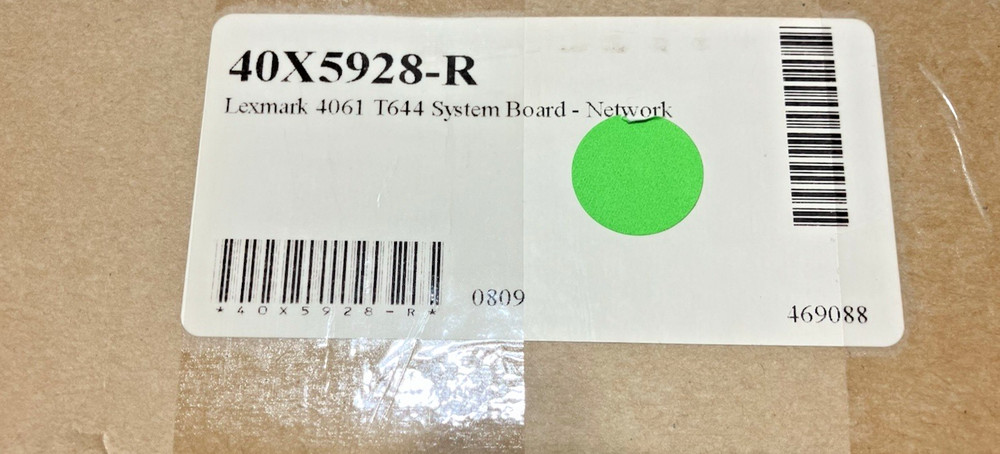 40X5928-R
Lexmark 4061 T644 System Board - Network
*40X5928-R*
0809
469088